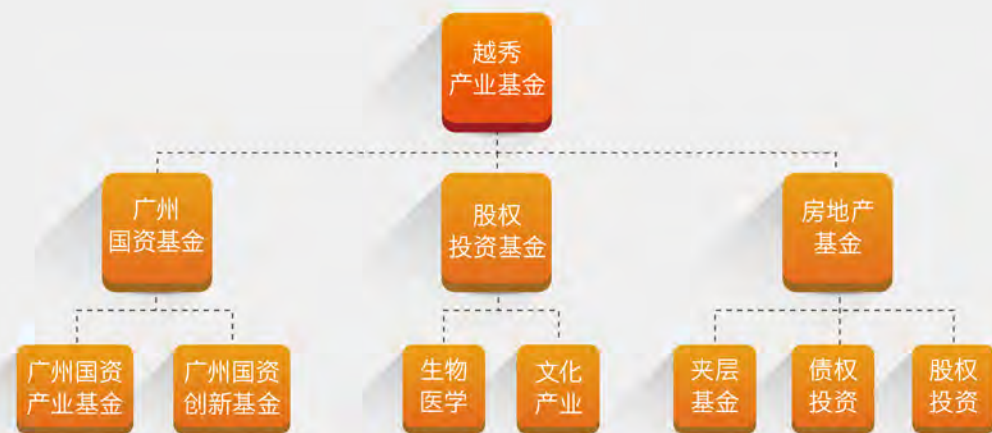 越秀
产业基金
广州
国资基金
股权
投资基金
房地产
基金
广州国资
产业基金
广州国资
创新基金
生物
医学
文化
产业
夹层
基金
债权
投资
股权
投资